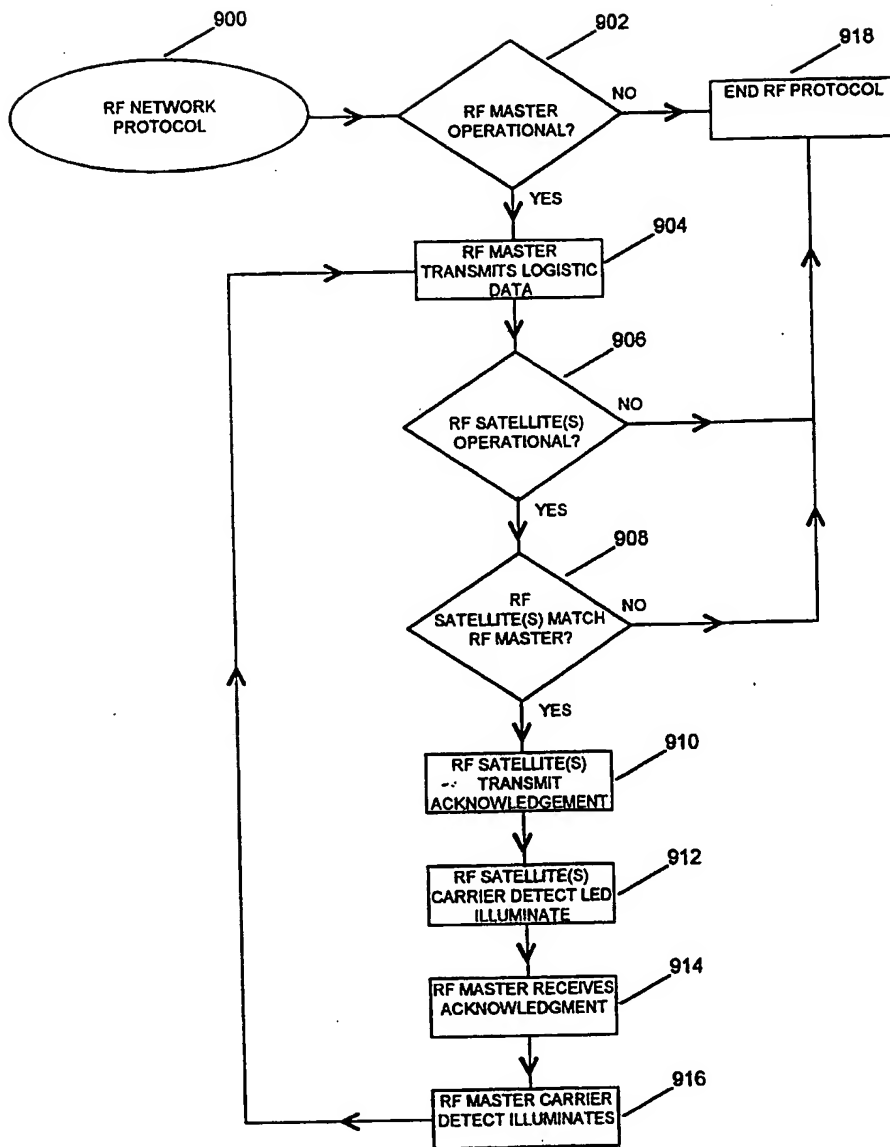 900
RF NETWORK
PROTOCOL
902
RF MASTER
OPERATIONAL?
NO
918
END RF PROTOCOL
YES
904
RF MASTER
TRANSMITS LOGISTIC
DATA
906
RF SATELLITE(S)
OPERATIONAL?
NO
YES
908
RF
SATELLITE(S) MATCH
RF MASTER?
NO
YES
910
RF SATELLITE(S)
TRANSMIT
ACKNOWLEDGEMENT
912
RF SATELLITE(S)
CARRIER DETECT LED
ILLUMINATE
914
RF MASTER RECEIVES
ACKNOWLEDGMENT
916
RF MASTER CARRIER
DETECT ILLUMINATES